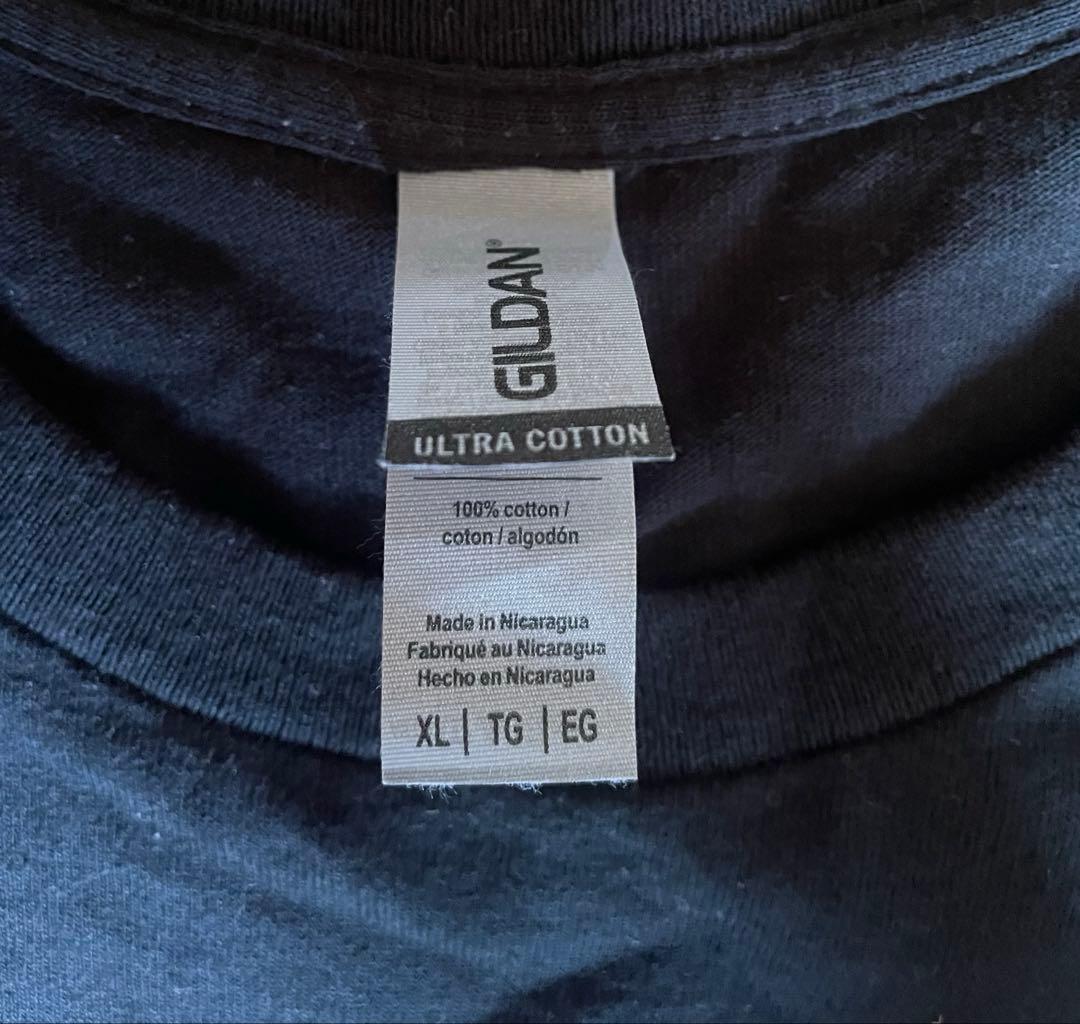 GILDAN®
ULTRA COTTON
100% cotton /
coton / algodón
Made in Nicaragua
Fabriqué au Nicaragua
Hecho en Nicaragua
XL | TG | EG